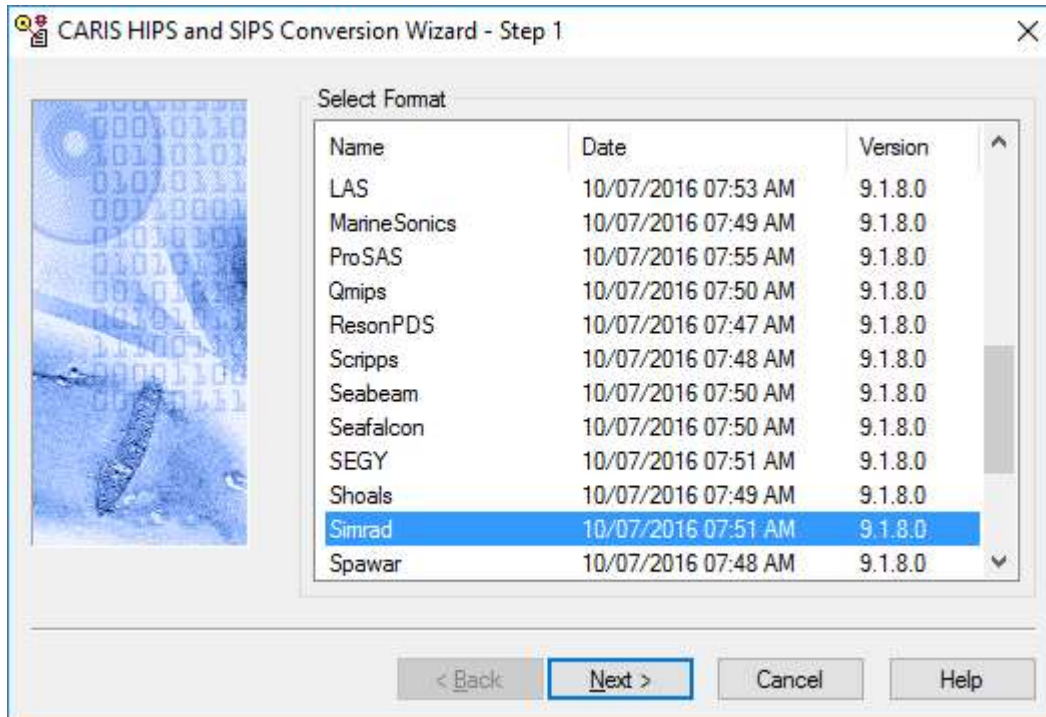 CARIS HIPS and SIPS Conversion Wizard - Step 1
Select Format
Name Date Version
LAS 10/07/2016 07:53 AM 9.1.8.0
MarineSonics 10/07/2016 07:49 AM 9.1.8.0
ProSAS 10/07/2016 07:55 AM 9.1.8.0
Qmips 10/07/2016 07:50 AM 9.1.8.0
ResonPDS 10/07/2016 07:47 AM 9.1.8.0
Scripps 10/07/2016 07:48 AM 9.1.8.0
Seabeam 10/07/2016 07:50 AM 9.1.8.0
Seafalcon 10/07/2016 07:50 AM 9.1.8.0
SEGY 10/07/2016 07:51 AM 9.1.8.0
Shoals 10/07/2016 07:49 AM 9.1.8.0
Simrad 10/07/2016 07:51 AM 9.1.8.0
Spawar 10/07/2016 07:48 AM 9.1.8.0
< Back Next > Cancel Help